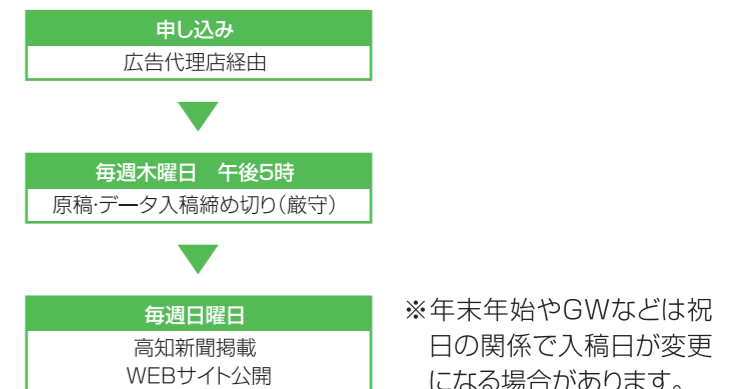 申し込み
広告代理店経由
毎週木曜日　午後5時
原稿・データ入稿締め切り（厳守）
毎週日曜日
高知新聞掲載
WEBサイト公開
※年末年始やGWなどは祝
日の関係で入稿日が変更
になる場合があります。